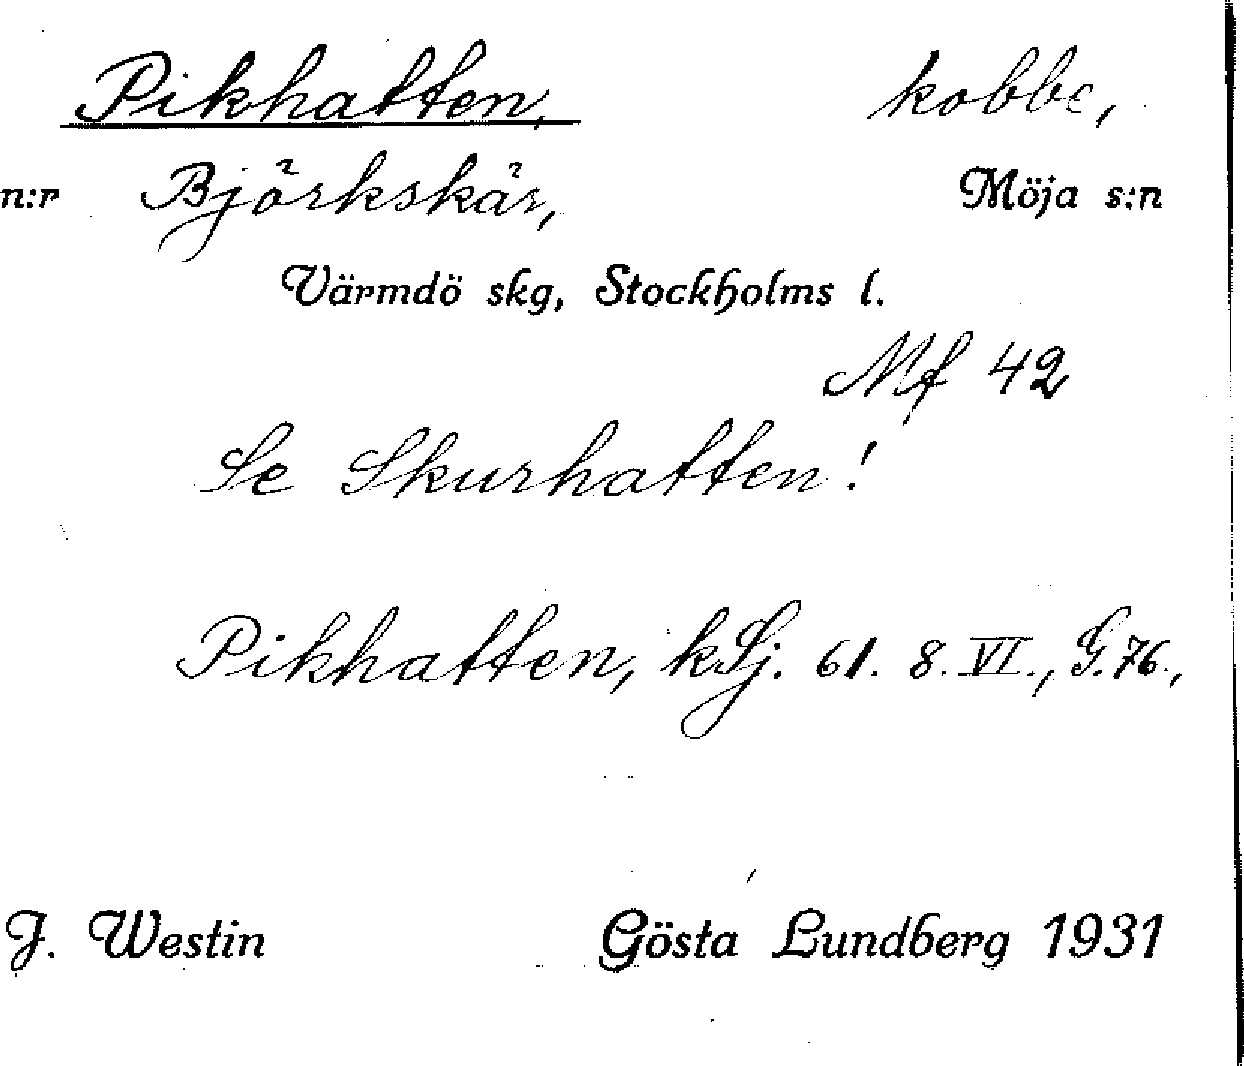 Pikhatten, kobbe,
n:r Björkskär, Möja s:n
Värmdö skg, Stockholms l.
Mf 42
Se Skurhatten!
Pikhatten, kSj. 61. 8. VI., G. 76.,
J. Westin Gösta Lundberg 1931